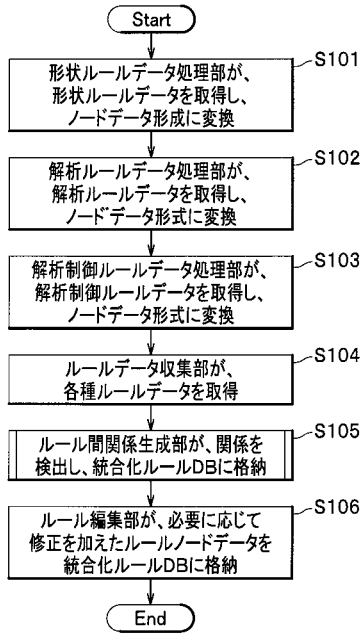 Start
S101
形状ルールデータ処理部が、
形状ルールデータを取得し、
ノードデータ形成に変換
S102
解析ルールデータ処理部が、
解析ルールデータを取得し、
ノードデータ形式に変換
S103
解析制御ルールデータ処理部が、
解析制御ルールデータを取得し、
ノードデータ形式に変換
S104
ルールデータ収集部が、
各種ルールデータを取得
S105
ルール間関係生成部が、関係を
検出し、統合化ルールDBに格納
S106
ルール編集部が、必要に応じて
修正を加えたルールノードデータを
統合化ルールDBに格納
End